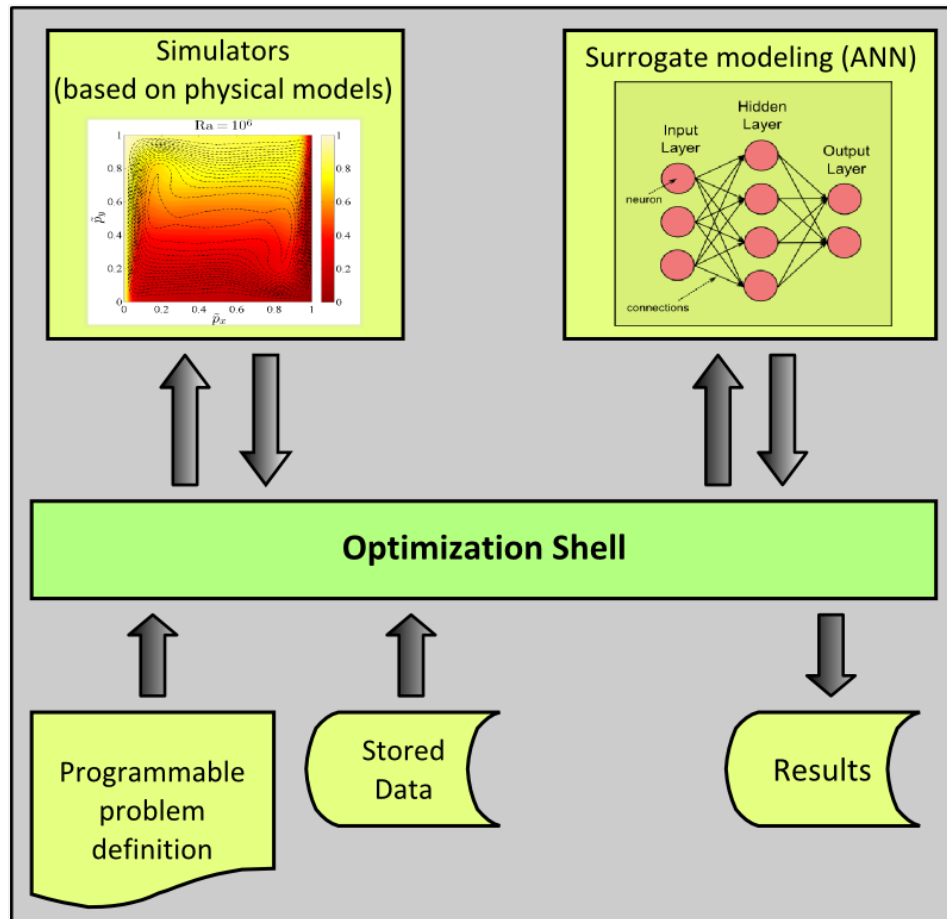 Simulators
(based on physical models)
Ra = 10⁶
1
0.8
0.6
0.4
0.2
0
p̃y
0
0.2
0.4
0.6
0.8
1
p̃x
1
0.8
0.6
0.4
0.2
0
Surrogate modeling (ANN)
Hidden
Layer
Input
Layer
Output
Layer
neuron
connections
Optimization Shell
Programmable
problem
definition
Stored
Data
Results